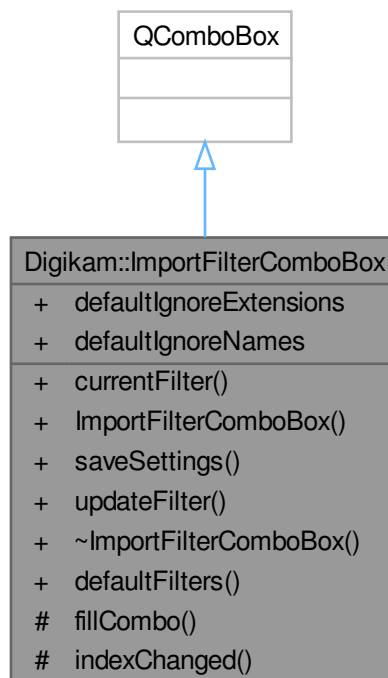 QComboBox
Digikam::ImportFilterComboBox
+ defaultIgnoreExtensions
+ defaultIgnoreNames
+ currentFilter()
+ ImportFilterComboBox()
+ saveSettings()
+ updateFilter()
+ ~ImportFilterComboBox()
+ defaultFilters()
# fillCombo()
# indexChanged()